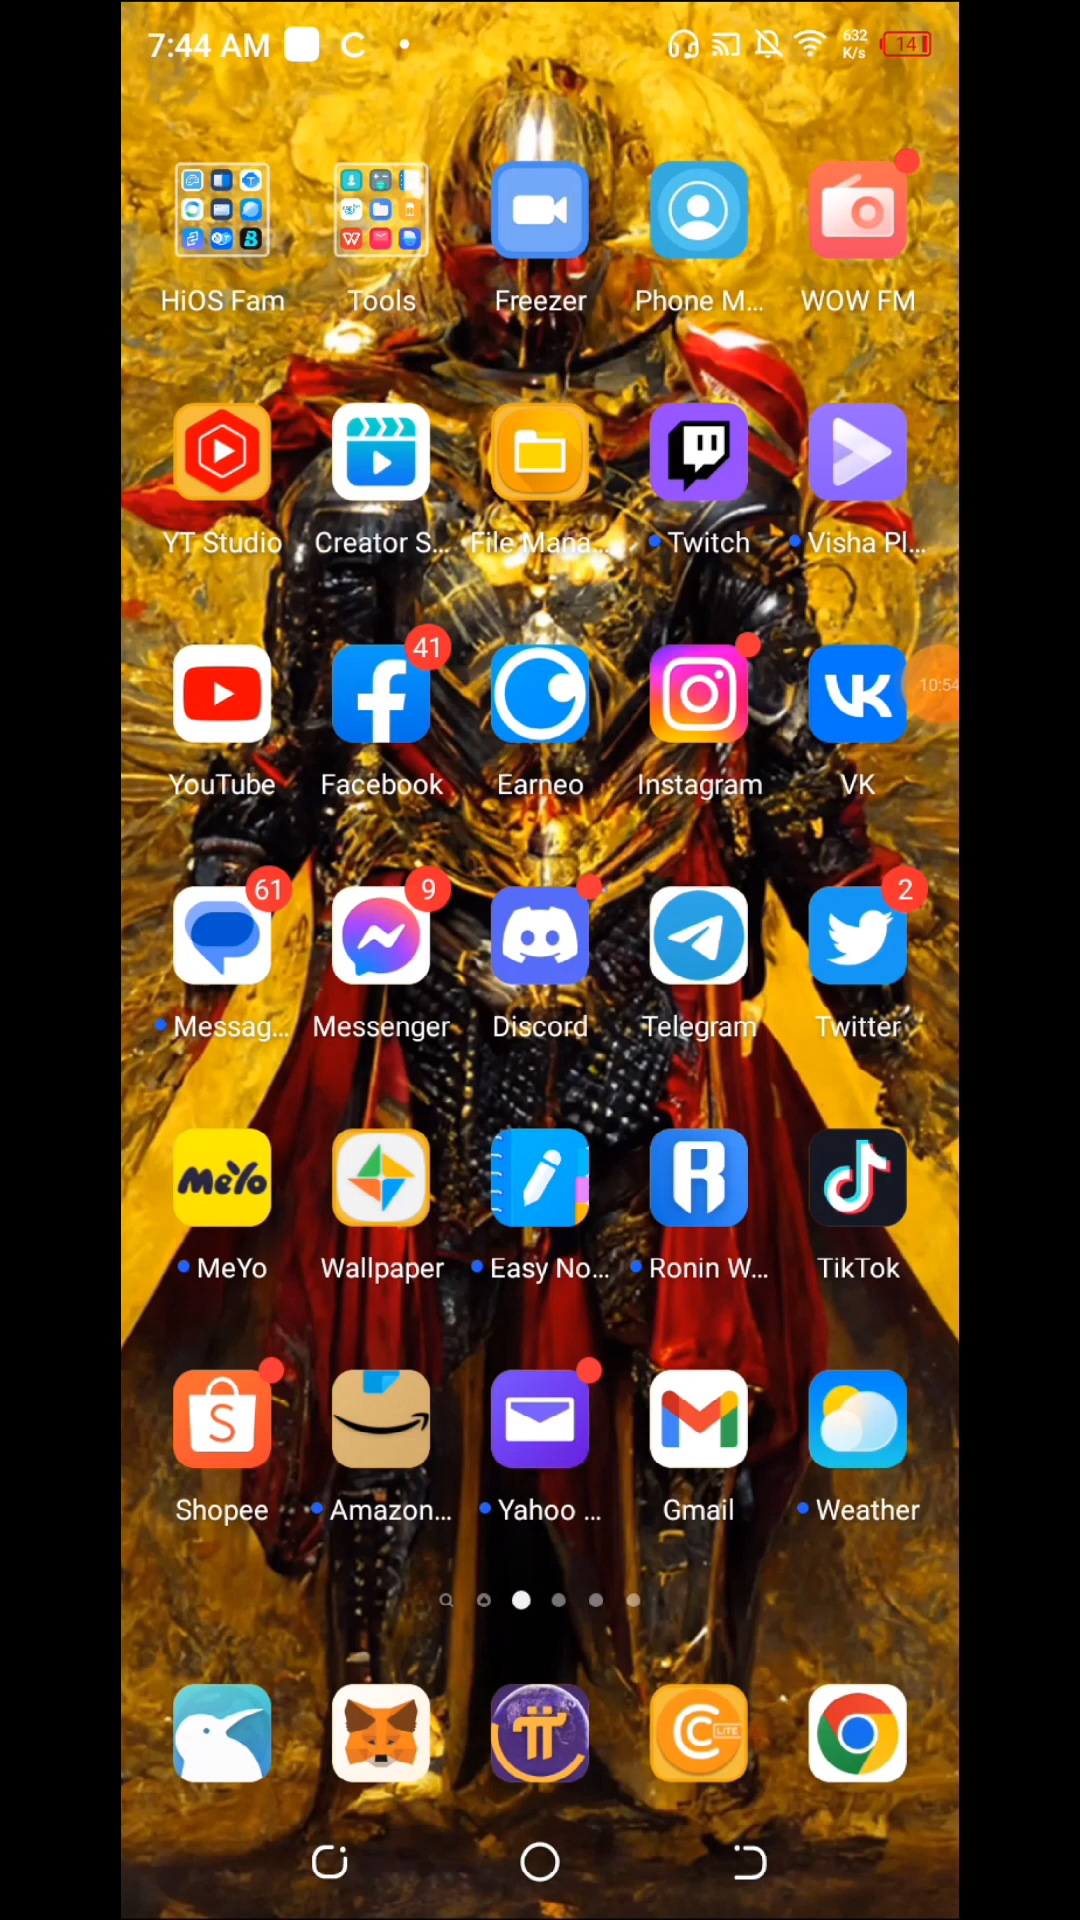 7:44 AM C 632 K/s 14
HiOS Fam Tools Freezer Phone M... WOW FM
YT Studio Creator S... File Mana... Twitch Visha Pl...
41
10:54
YouTube Facebook Earneo Instagram VK
61 9 2
Messag... Messenger Discord Telegram Twitter
MeYo
MeYo Wallpaper Easy No... Ronin W... TikTok
Shopee Amazon... Yahoo ... Gmail Weather
LITE